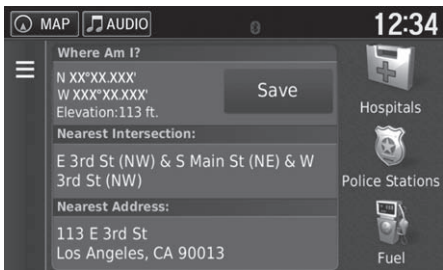 MAP
AUDIO
12:34
Where Am I?
N XX°XX.XXX'
W XXX°XX.XXX'
Elevation:113 ft.
Save
Nearest Intersection:
E 3rd St (NW) & S Main St (NE) & W
3rd St (NW)
Nearest Address:
113 E 3rd St
Los Angeles, CA 90013
Hospitals
Police Stations
Fuel